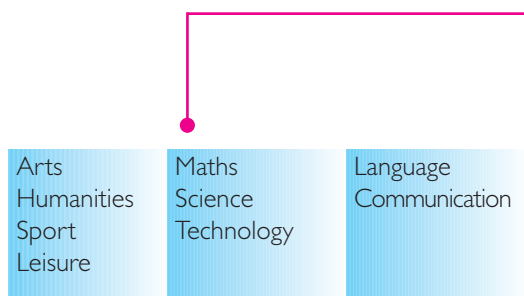 Arts
Humanities
Sport
Leisure
Maths
Science
Technology
Language
Communication